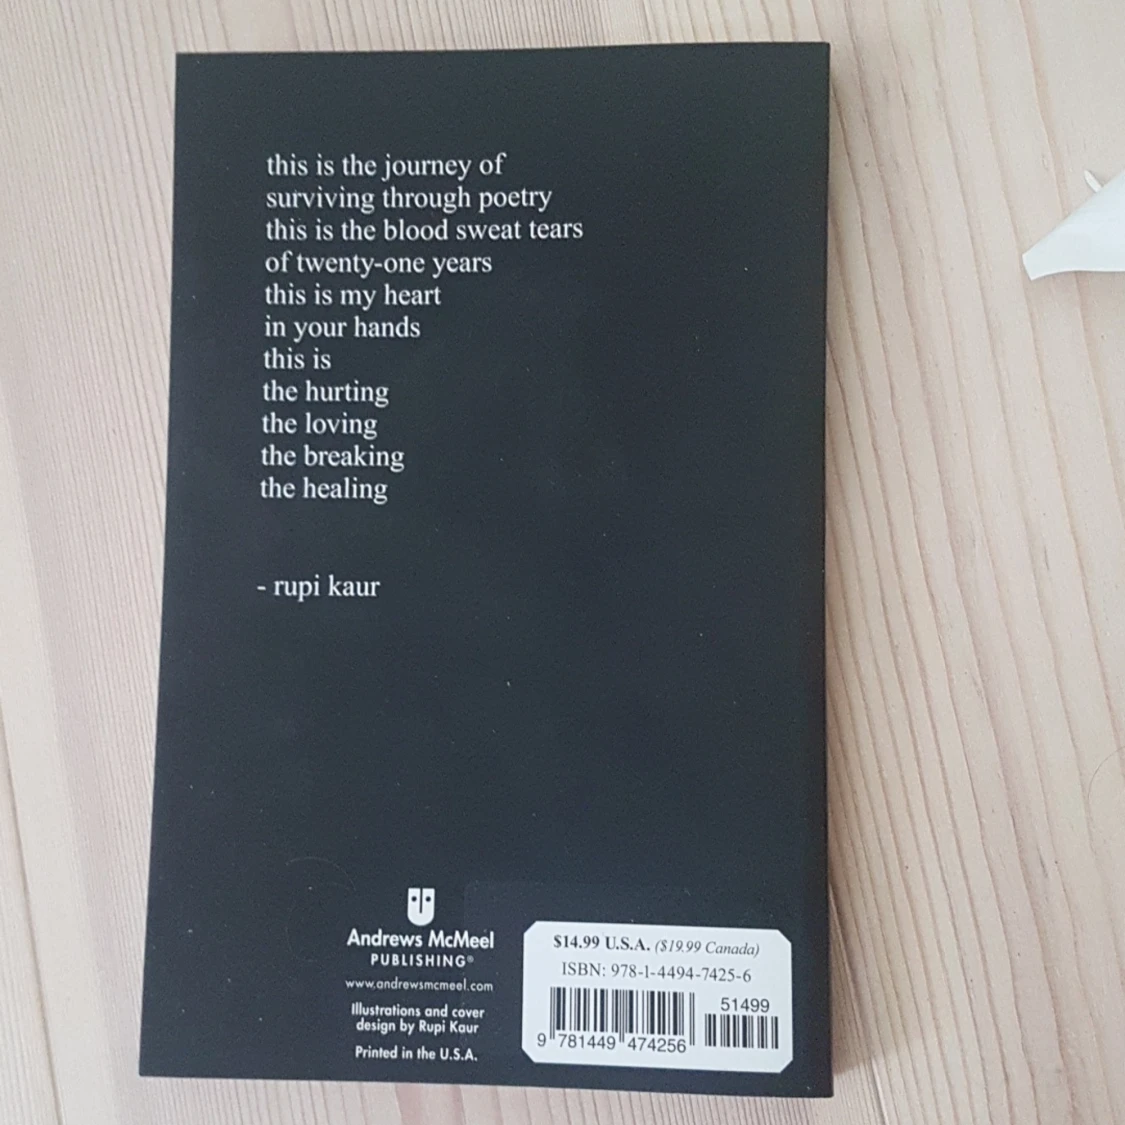 this is the journey of
surviving through poetry
this is the blood sweat tears
of twenty-one years
this is my heart
in your hands
this is
the hurting
the loving
the breaking
the healing
- rupi kaur
Andrews McMeel
PUBLISHING®
www.andrewsmcmeel.com
Illustrations and cover
design by Rupi Kaur
Printed in the U.S.A.
$14.99 U.S.A. ($19.99 Canada)
ISBN: 978-1-4494-7425-6
51499
9 781449 474256